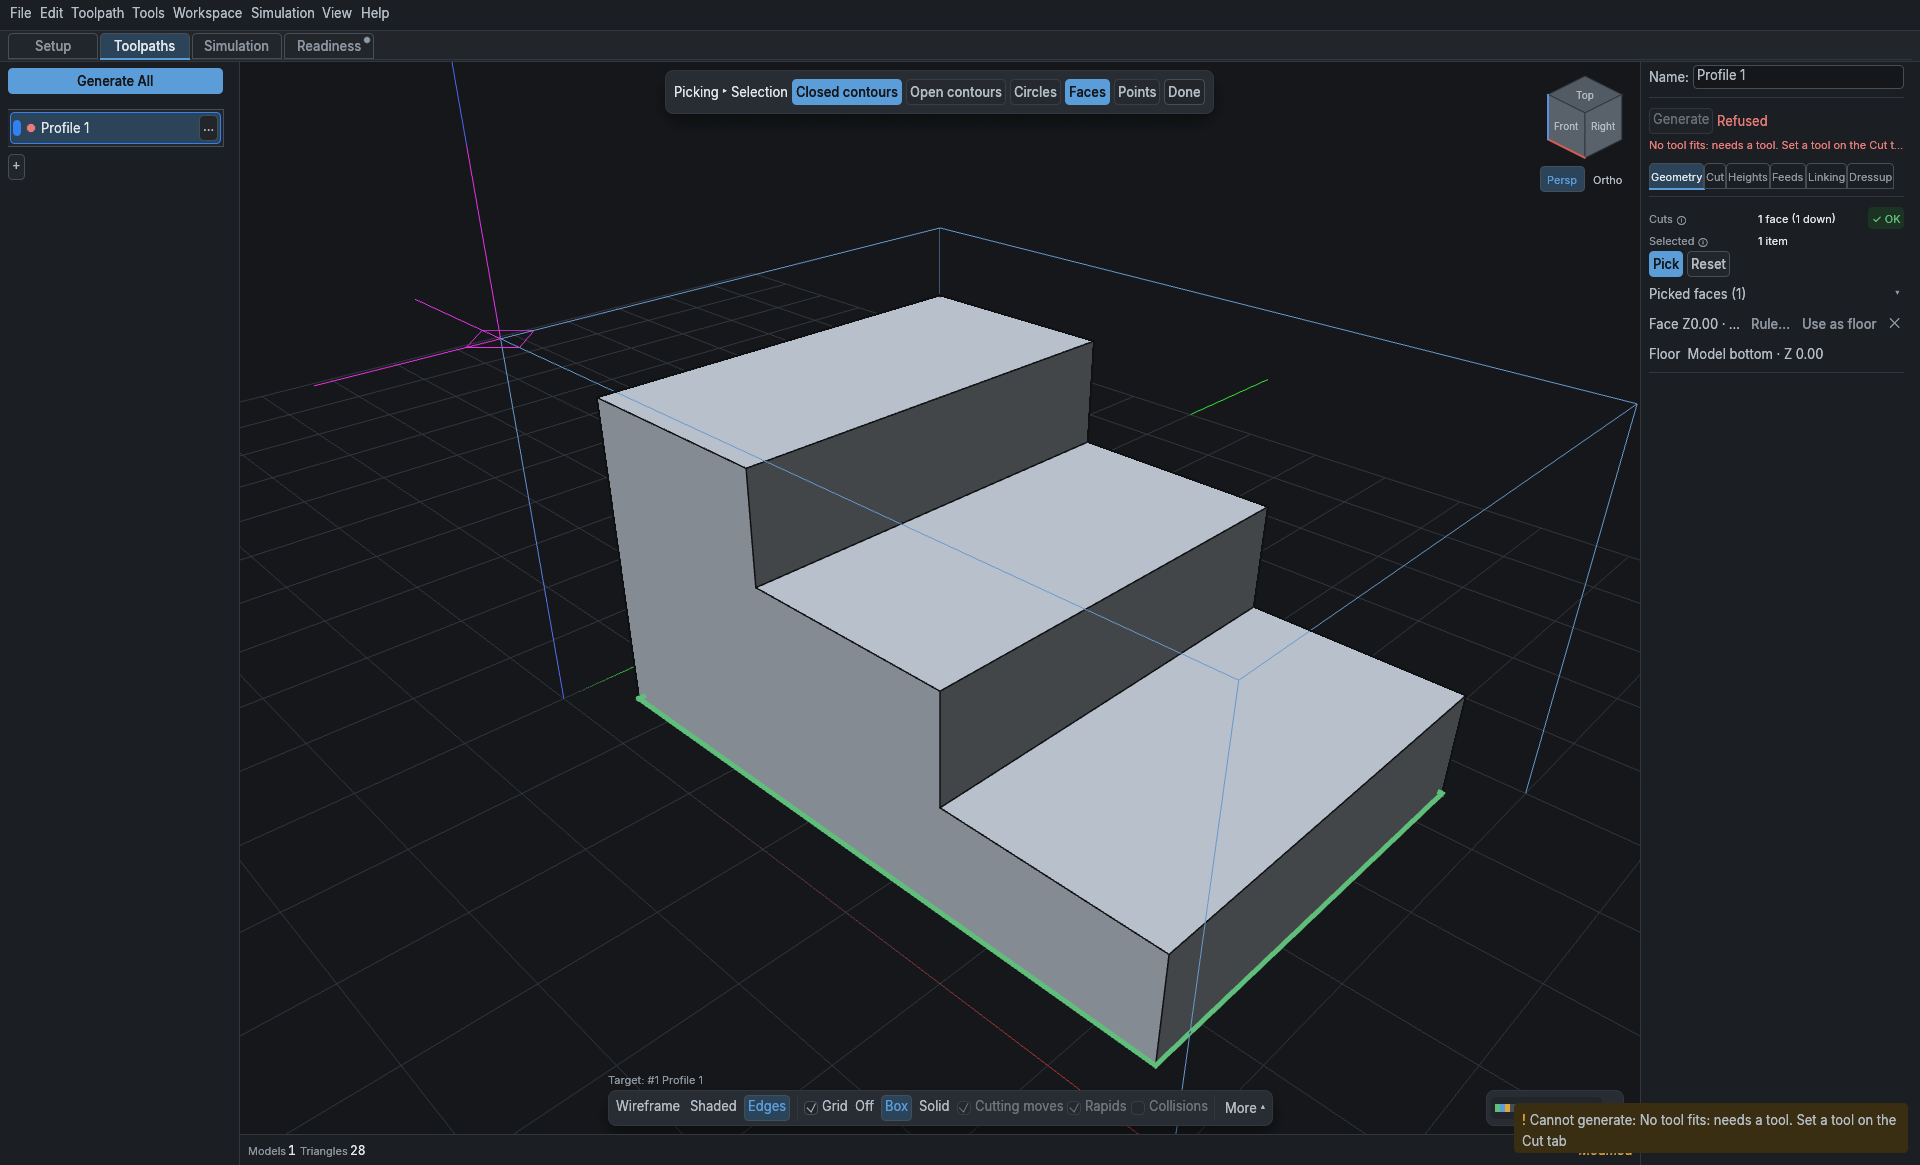 File Edit Toolpath Tools Workspace Simulation View Help
Setup Toolpaths Simulation Readiness
Generate All
Profile 1 ...
+
Picking ▸ Selection Closed contours Open contours Circles Faces Points Done
Top
Front Right
Persp Ortho
Name: Profile 1
Generate Refused
No tool fits: needs a tool. Set a tool on the Cut t...
Geometry Cut Heights Feeds Linking Dressup
Cuts 1 face (1 down) ✓ OK
Selected 1 item
Pick Reset
Picked faces (1)
Face Z0.00 · ... Rule... Use as floor
Floor Model bottom · Z 0.00
Target: #1 Profile 1
Wireframe Shaded Edges Grid Off Box Solid Cutting moves Rapids Collisions More
! Cannot generate: No tool fits: needs a tool. Set a tool on the
Cut tab
Models 1 Triangles 28